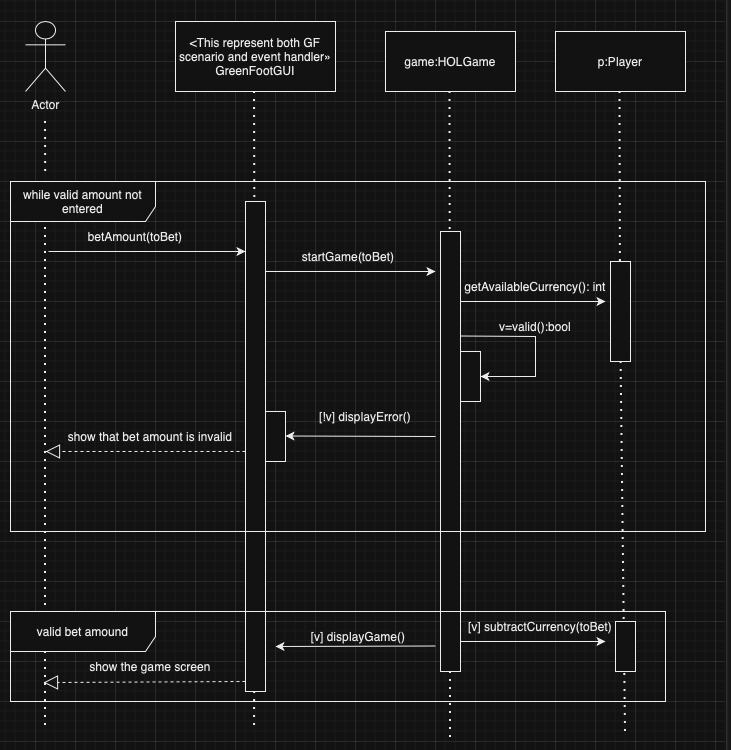 <This represent both GF
scenario and event handler»
GreenFootGUI
game:HOLGame
p:Player
Actor
while valid amount not
entered
betAmount(toBet)
startGame(toBet)
getAvailableCurrency(): int
v=valid():bool
[!v] displayError()
show that bet amount is invalid
valid bet amound
[v] displayGame()
[v] subtractCurrency(toBet)
show the game screen